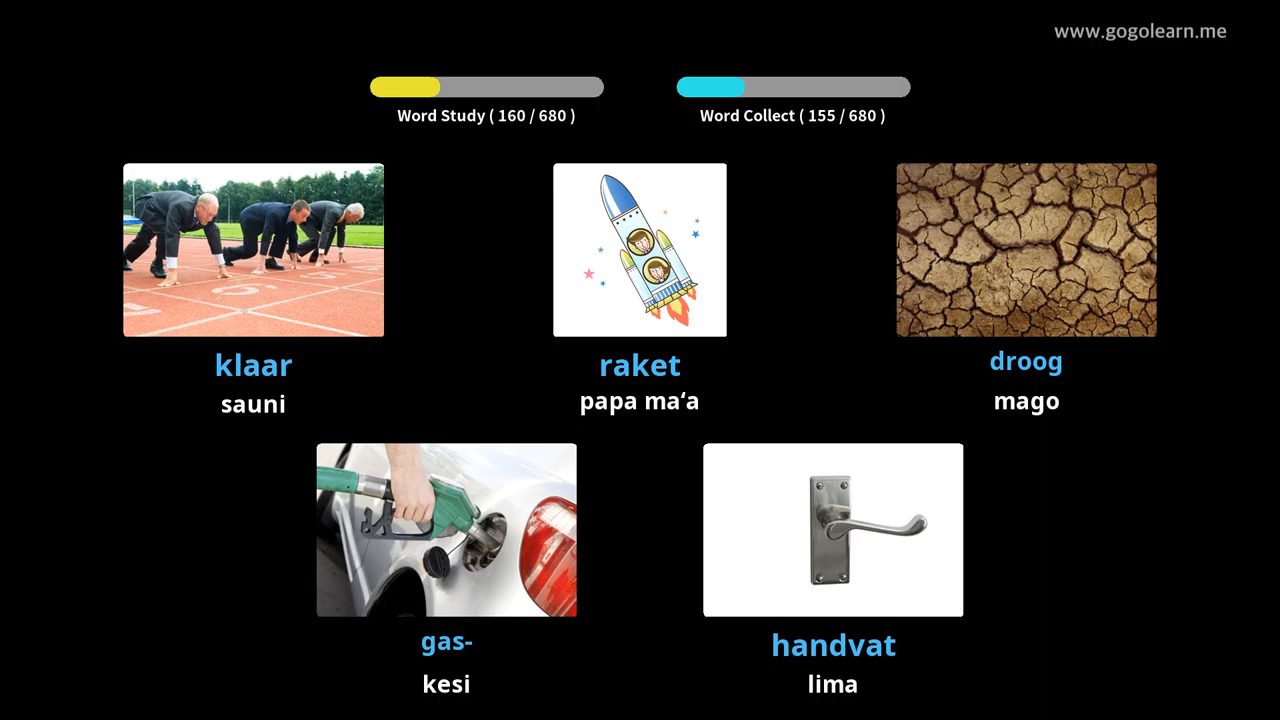 www.gogolearn.me
Word Study ( 160 / 680 )
Word Collect ( 155 / 680 )
klaar
raket
droog
sauni
papa maʻa
mago
gas-
handvat
kesi
lima